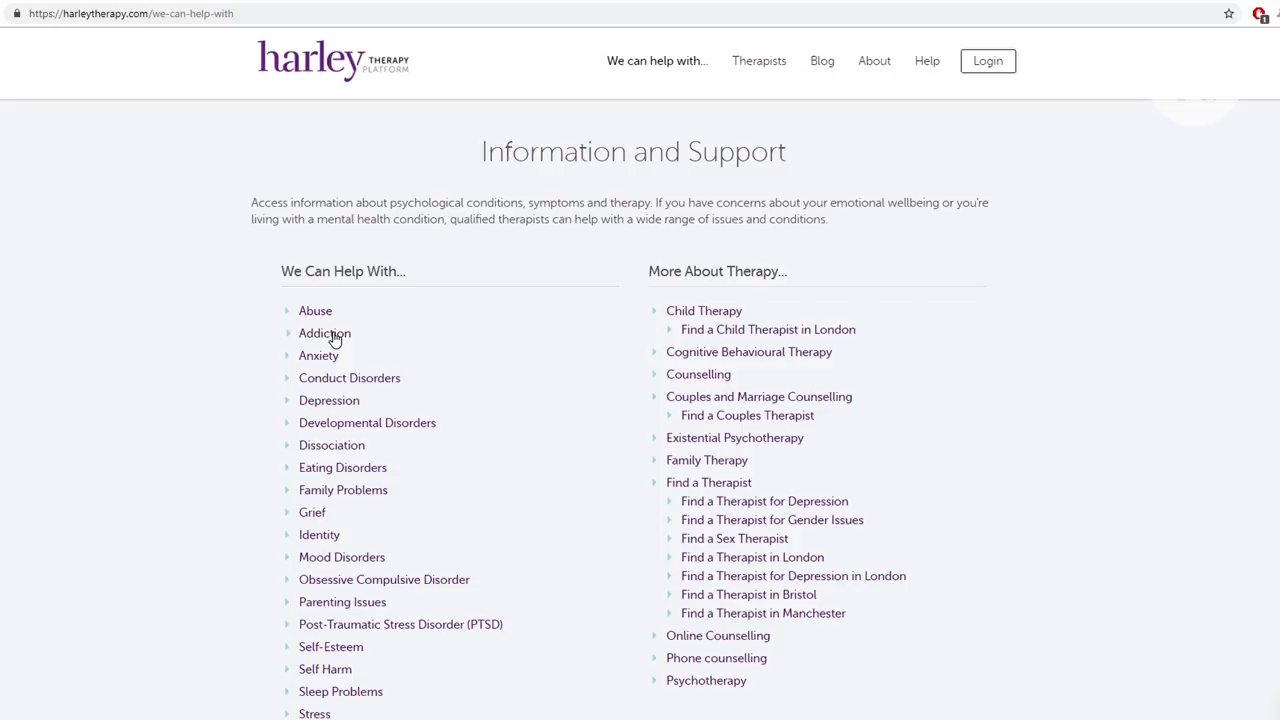 https://harleytherapy.com/we-can-help-with
1
harley THERAPY PLATFORM
We can help with...
Therapists
Blog
About
Help
Login
Information and Support
Access information about psychological conditions, symptoms and therapy. If you have concerns about your emotional wellbeing or you're
living with a mental health condition, qualified therapists can help with a wide range of issues and conditions.
We Can Help With...
Abuse
Addiction
Anxiety
Conduct Disorders
Depression
Developmental Disorders
Dissociation
Eating Disorders
Family Problems
Grief
Identity
Mood Disorders
Obsessive Compulsive Disorder
Parenting Issues
Post-Traumatic Stress Disorder (PTSD)
Self-Esteem
Self Harm
Sleep Problems
Stress
More About Therapy...
Child Therapy
Find a Child Therapist in London
Cognitive Behavioural Therapy
Counselling
Couples and Marriage Counselling
Find a Couples Therapist
Existential Psychotherapy
Family Therapy
Find a Therapist
Find a Therapist for Depression
Find a Therapist for Gender Issues
Find a Sex Therapist
Find a Therapist in London
Find a Therapist for Depression in London
Find a Therapist in Bristol
Find a Therapist in Manchester
Online Counselling
Phone counselling
Psychotherapy